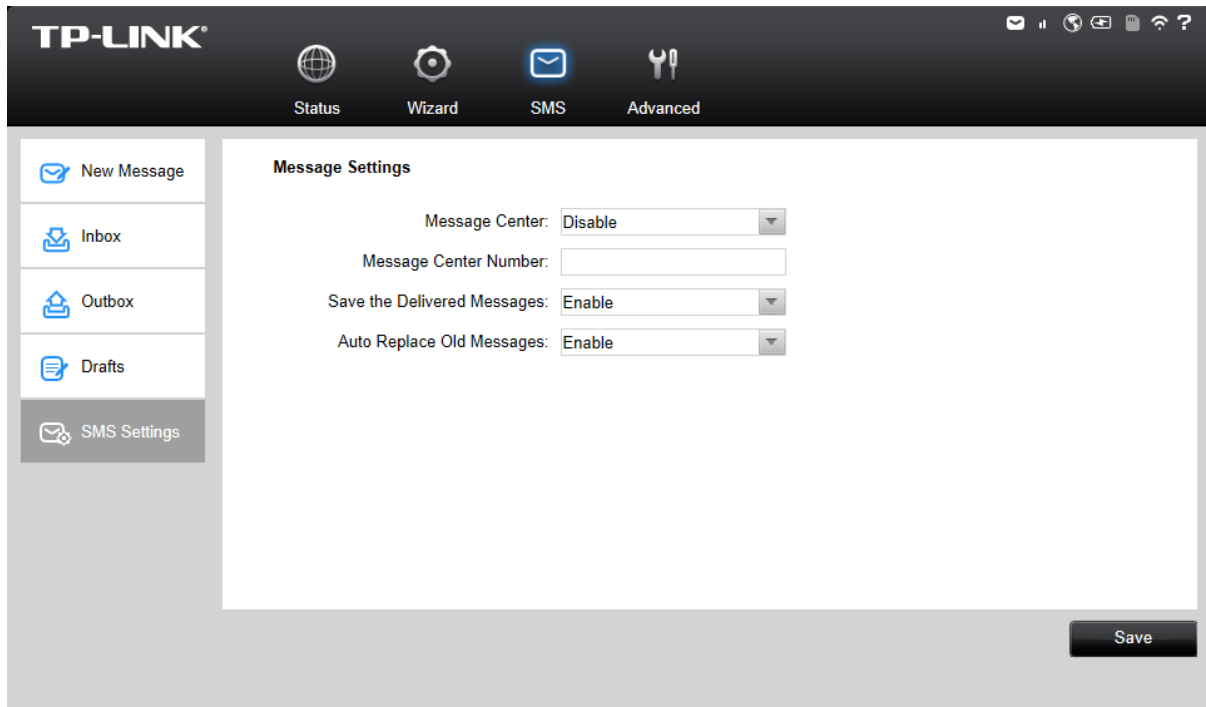 TP-LINK®
?
Status Wizard SMS Advanced
New Message
Inbox
Outbox
Drafts
SMS Settings
Message Settings
Message Center: Disable
Message Center Number:
Save the Delivered Messages: Enable
Auto Replace Old Messages: Enable
Save